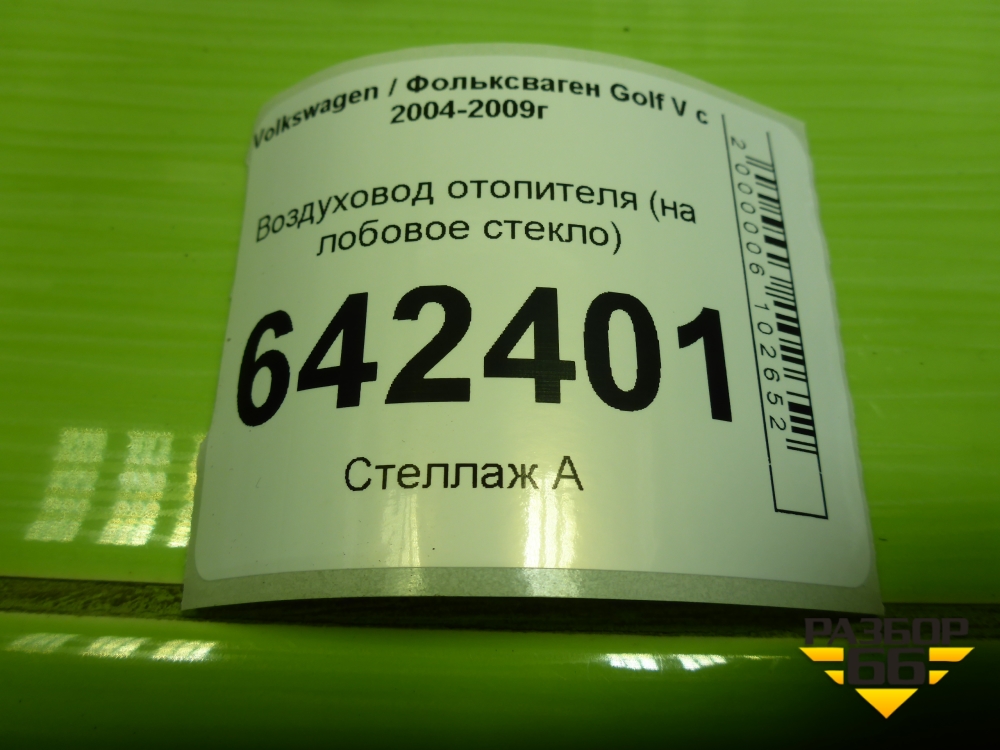 Volkswagen / Фольксваген Golf V с
2004-2009г
Воздуховод отопителя (на
лобовое стекло)
642401
Стеллаж А
2000006102652
РАЗБОР
66